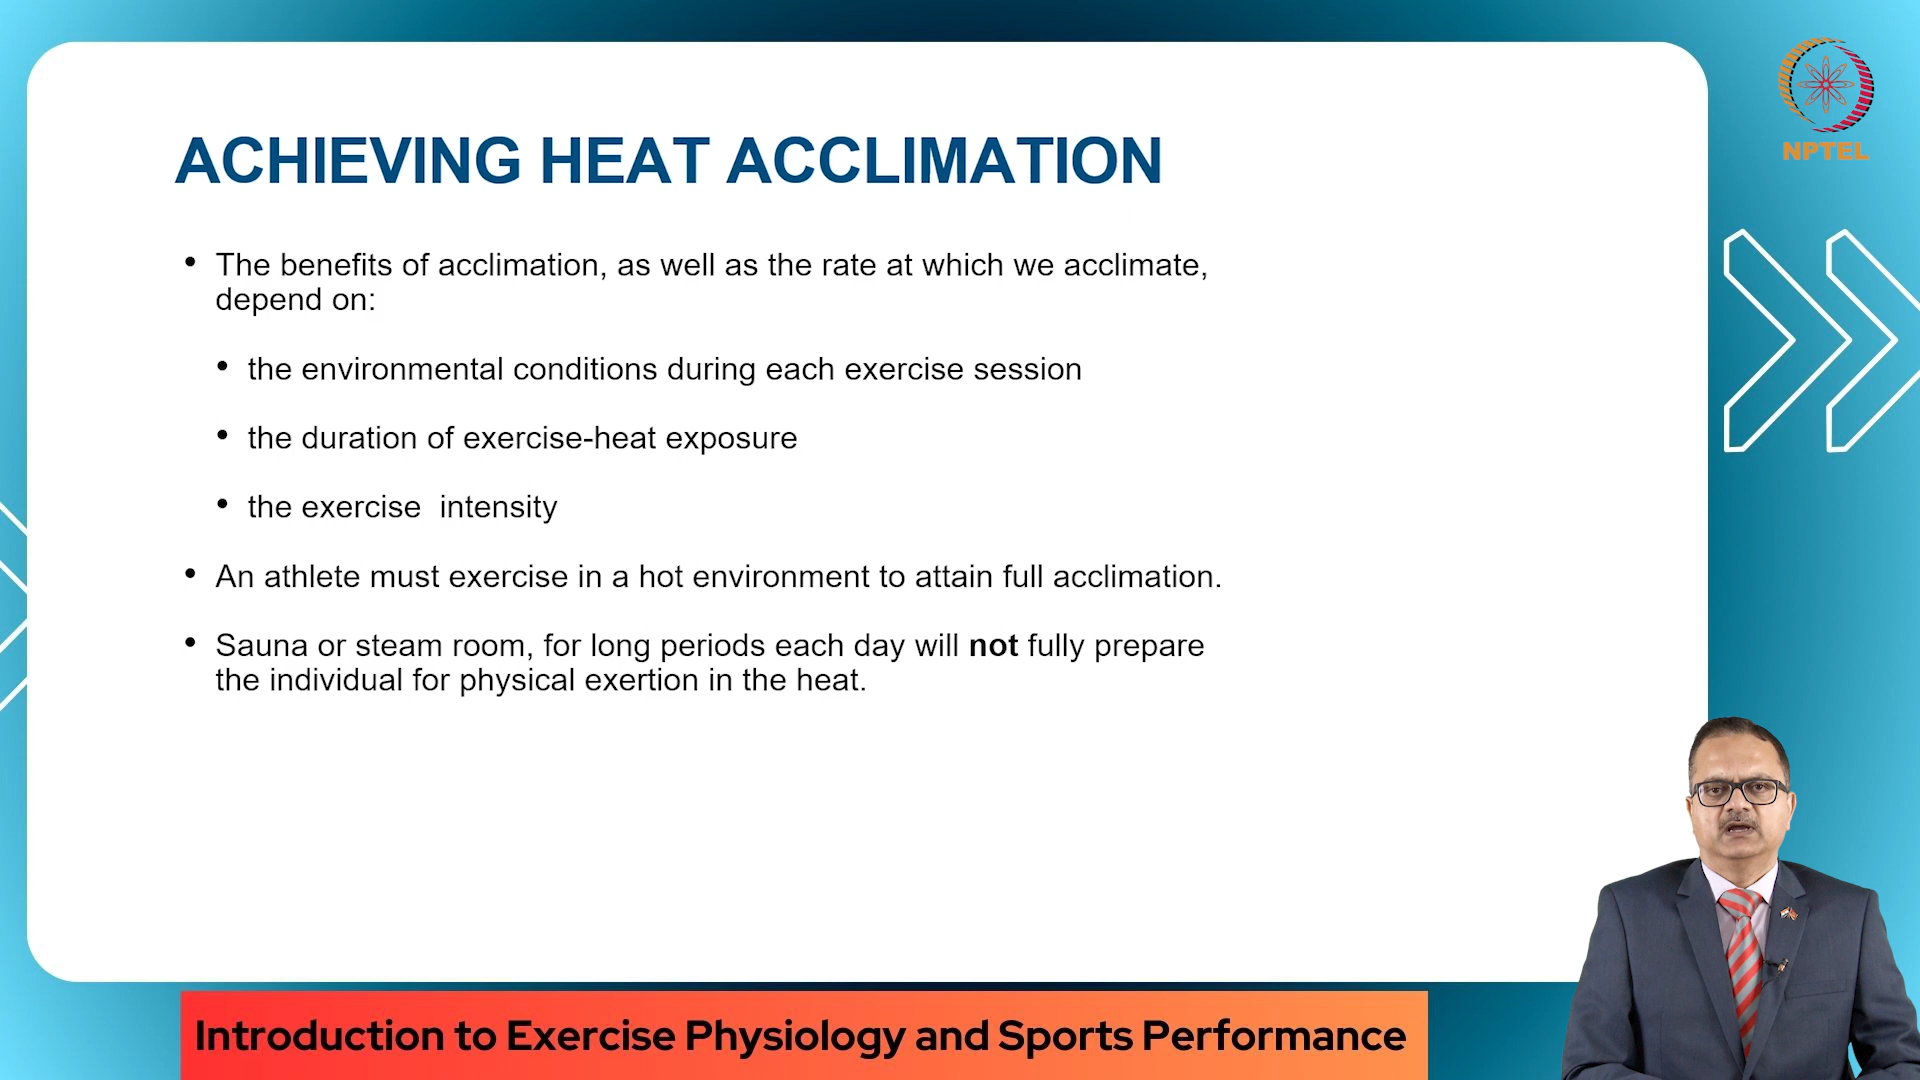 ACHIEVING HEAT ACCLIMATION
• The benefits of acclimation, as well as the rate at which we acclimate,
depend on:
• the environmental conditions during each exercise session
• the duration of exercise-heat exposure
• the exercise  intensity
• An athlete must exercise in a hot environment to attain full acclimation.
• Sauna or steam room, for long periods each day will not fully prepare
the individual for physical exertion in the heat.
NPTEL
Introduction to Exercise Physiology and Sports Performance